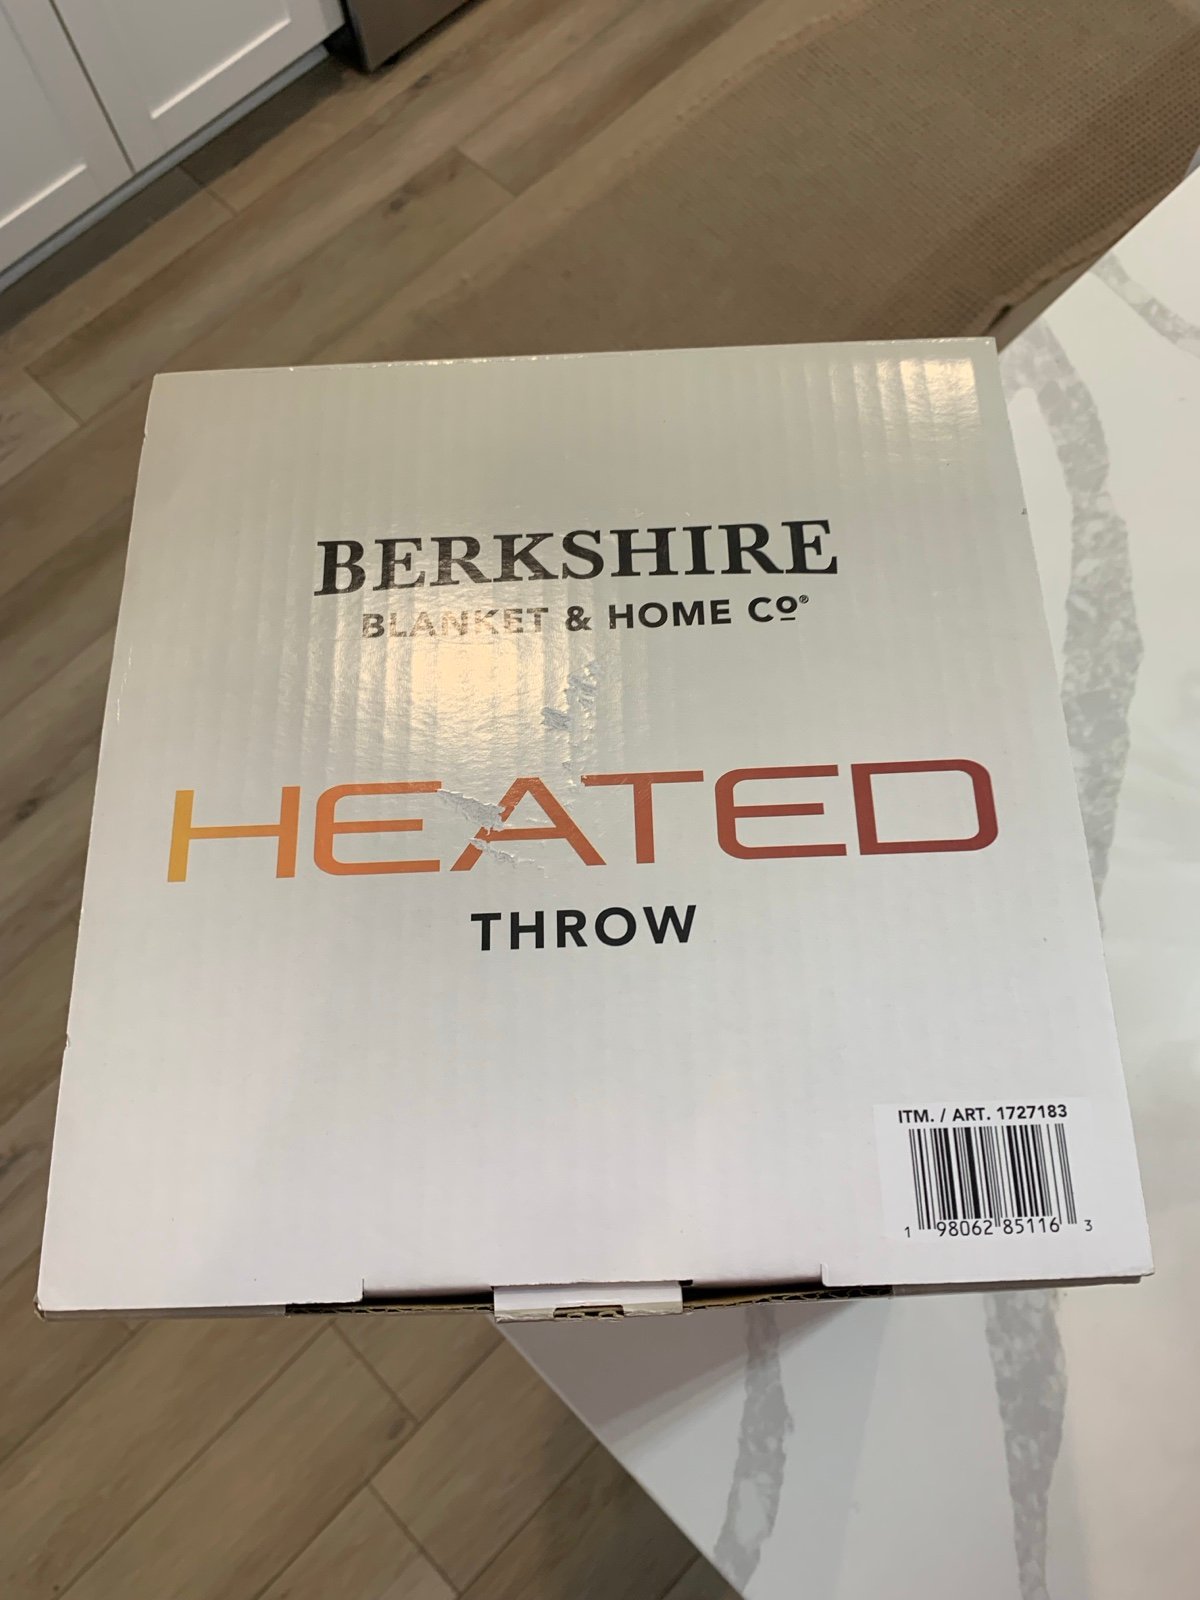 BERKSHIRE
BLANKET & HOME Cº®
HEATED
THROW
ITM. / ART. 1727183
1 98062 85116 3